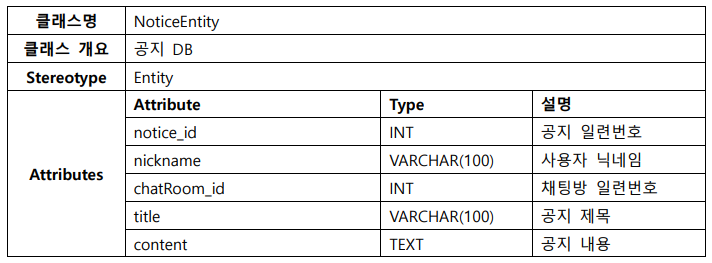 클래스명 NoticeEntity
클래스 개요 공지 DB
Stereotype Entity
Attributes
Attribute Type 설명
notice_id INT 공지 일련번호
nickname VARCHAR(100) 사용자 닉네임
chatRoom_id INT 채팅방 일련번호
title VARCHAR(100) 공지 제목
content TEXT 공지 내용